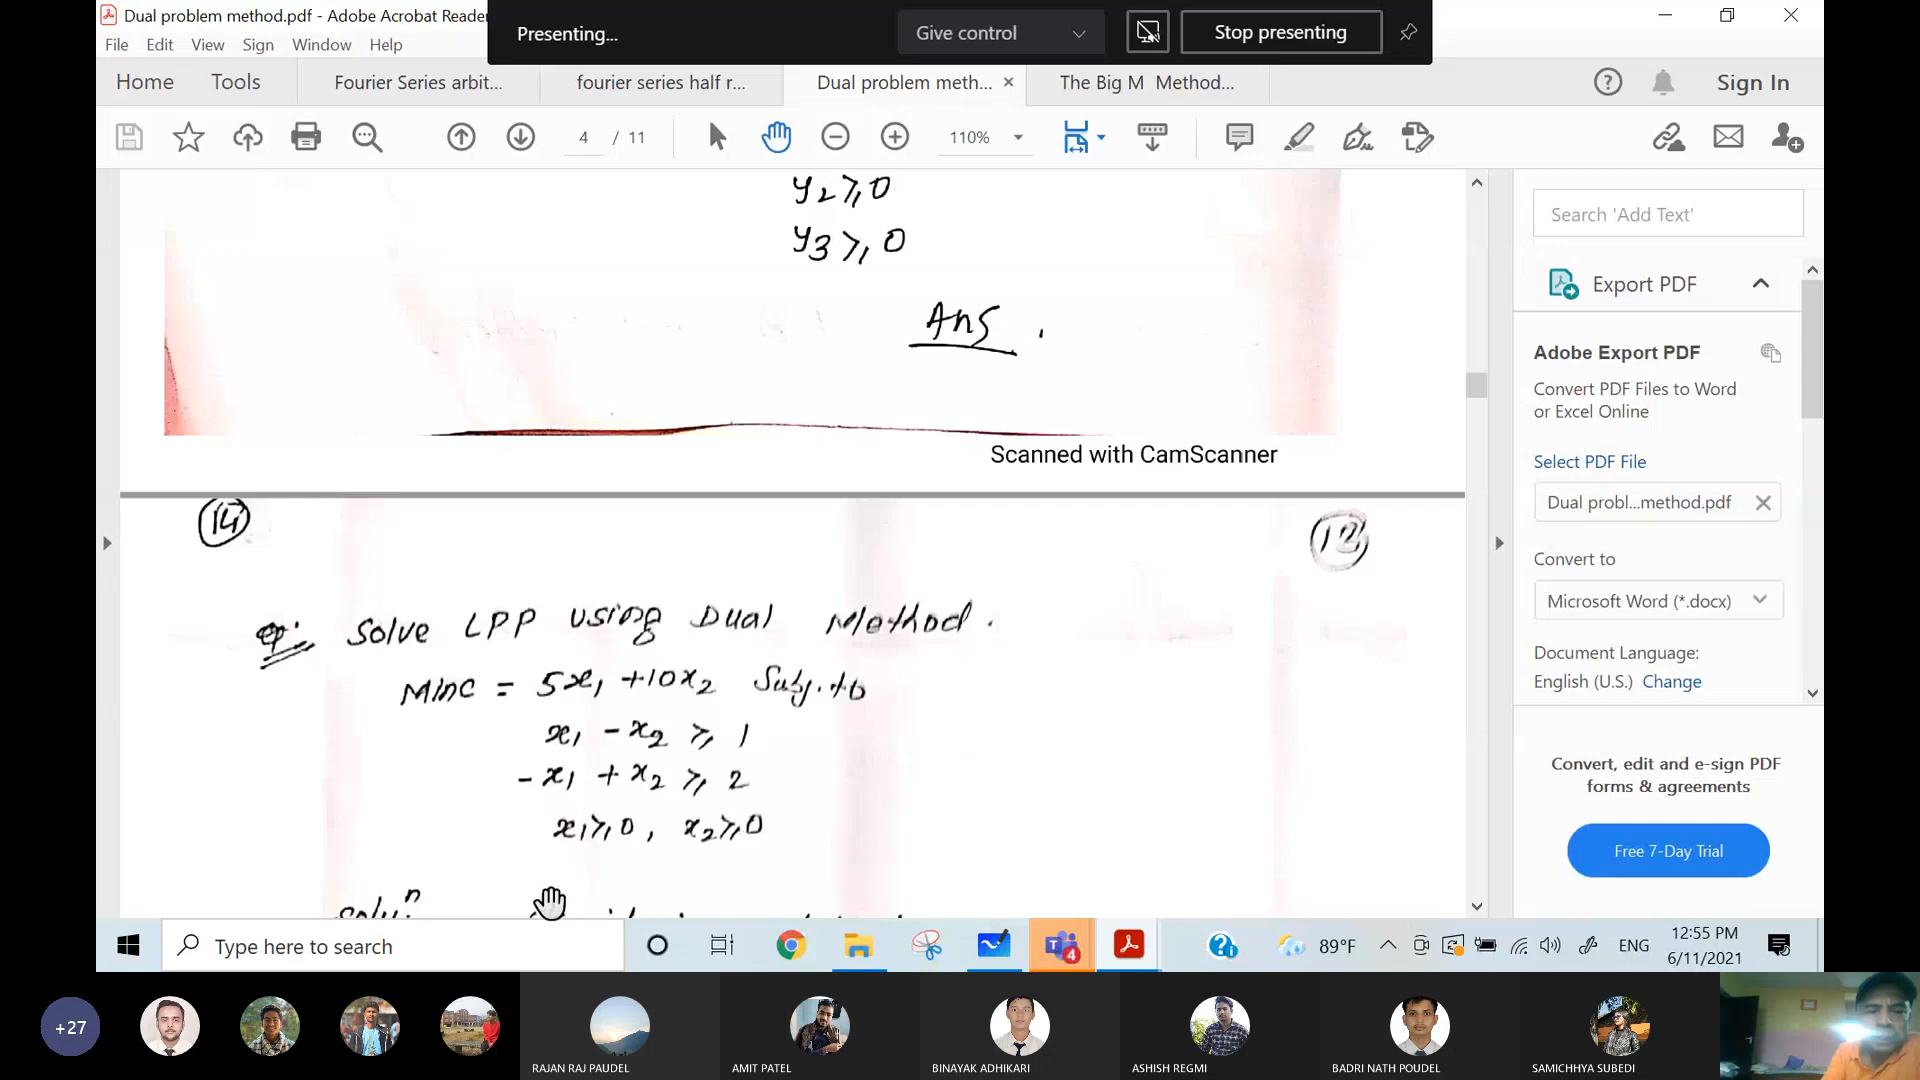 Dual problem method.pdf - Adobe Acrobat Reader
Presenting...
Give control
Stop presenting
File Edit View Sign Window Help
Home Tools Fourier Series arbit... fourier series half r... Dual problem meth... × The Big M Method... Sign In
4 / 11 110%
y2 ≥ 0
y3 ≥ 0
Ans .
Scanned with CamScanner
14
Solve LPP using Dual Method.
Min C = 5x1 + 10x2 Subj. to
x1 - x2 ≥ 1
-x1 + x2 ≥ 2
x1 ≥ 0, x2 ≥ 0
Soluⁿ
Search 'Add Text'
Export PDF
Adobe Export PDF
Convert PDF Files to Word
or Excel Online
Select PDF File
Dual probl...method.pdf
Convert to
Microsoft Word (*.docx)
Document Language:
English (U.S.) Change
Convert, edit and e-sign PDF
forms & agreements
Free 7-Day Trial
Type here to search
4
89°F
ENG
12:55 PM
6/11/2021
+27
RAJAN RAJ PAUDEL
AMIT PATEL
BINAYAK ADHIKARI
ASHISH REGMI
BADRI NATH POUDEL
SAMICHHYA SUBEDI